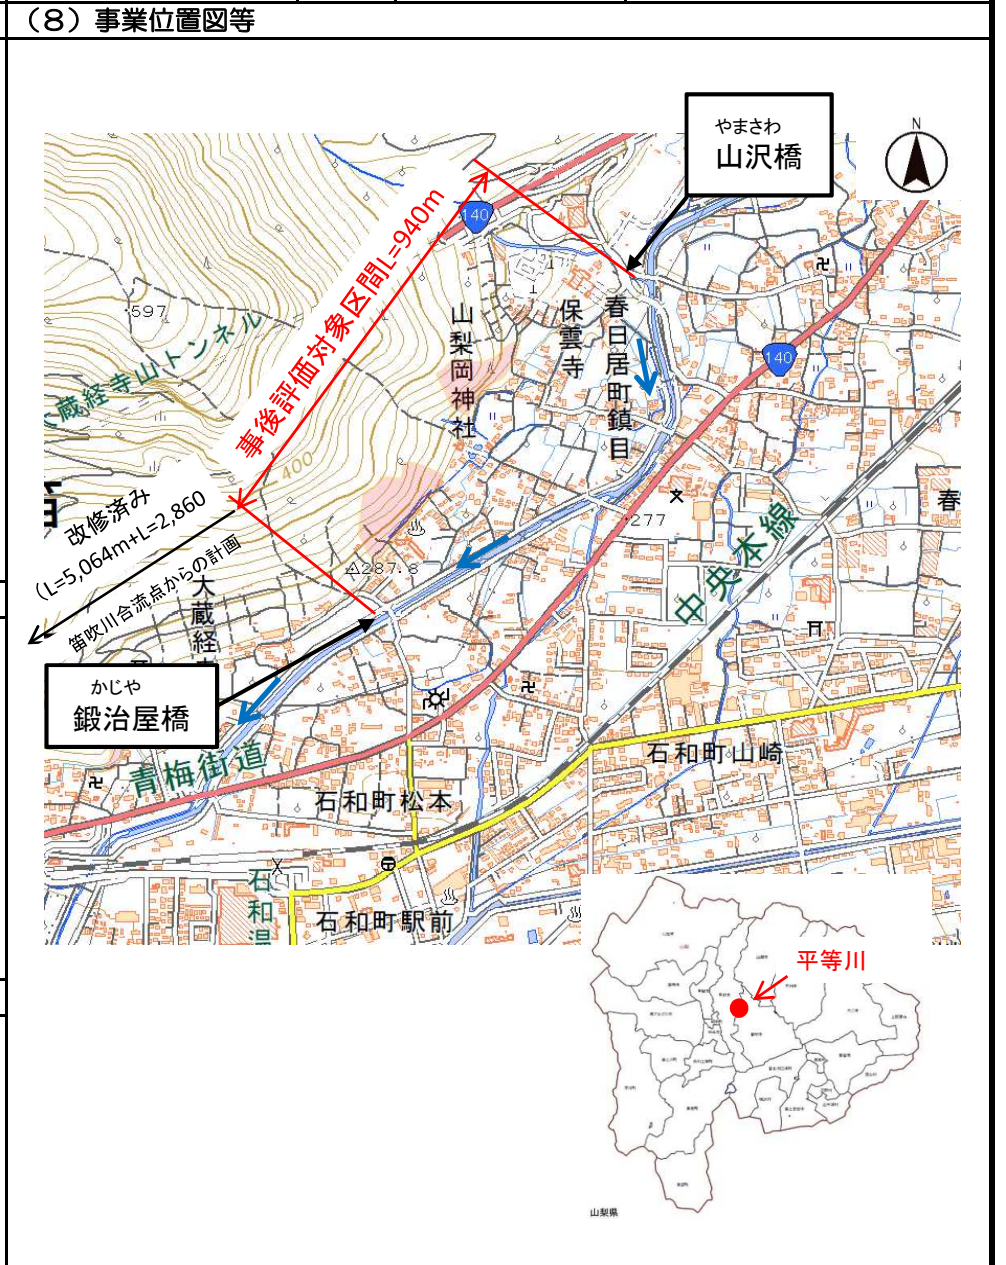 （８）事業位置図等
やまさわ
山沢橋
N
140
事後評価対象区間L=940m
山梨岡神社
保雲寺
春日居町鎮目
597
大蔵経寺山トンネル
140
400
改修済み
（L=5,064m+L=2,860
笛吹川合流点からの計画
277
春
中央本線
287.8
大蔵経
かじや
鍛治屋橋
青梅街道
石和町山崎
石和町松本
石和温
石和町駅前
平等川
山梨県